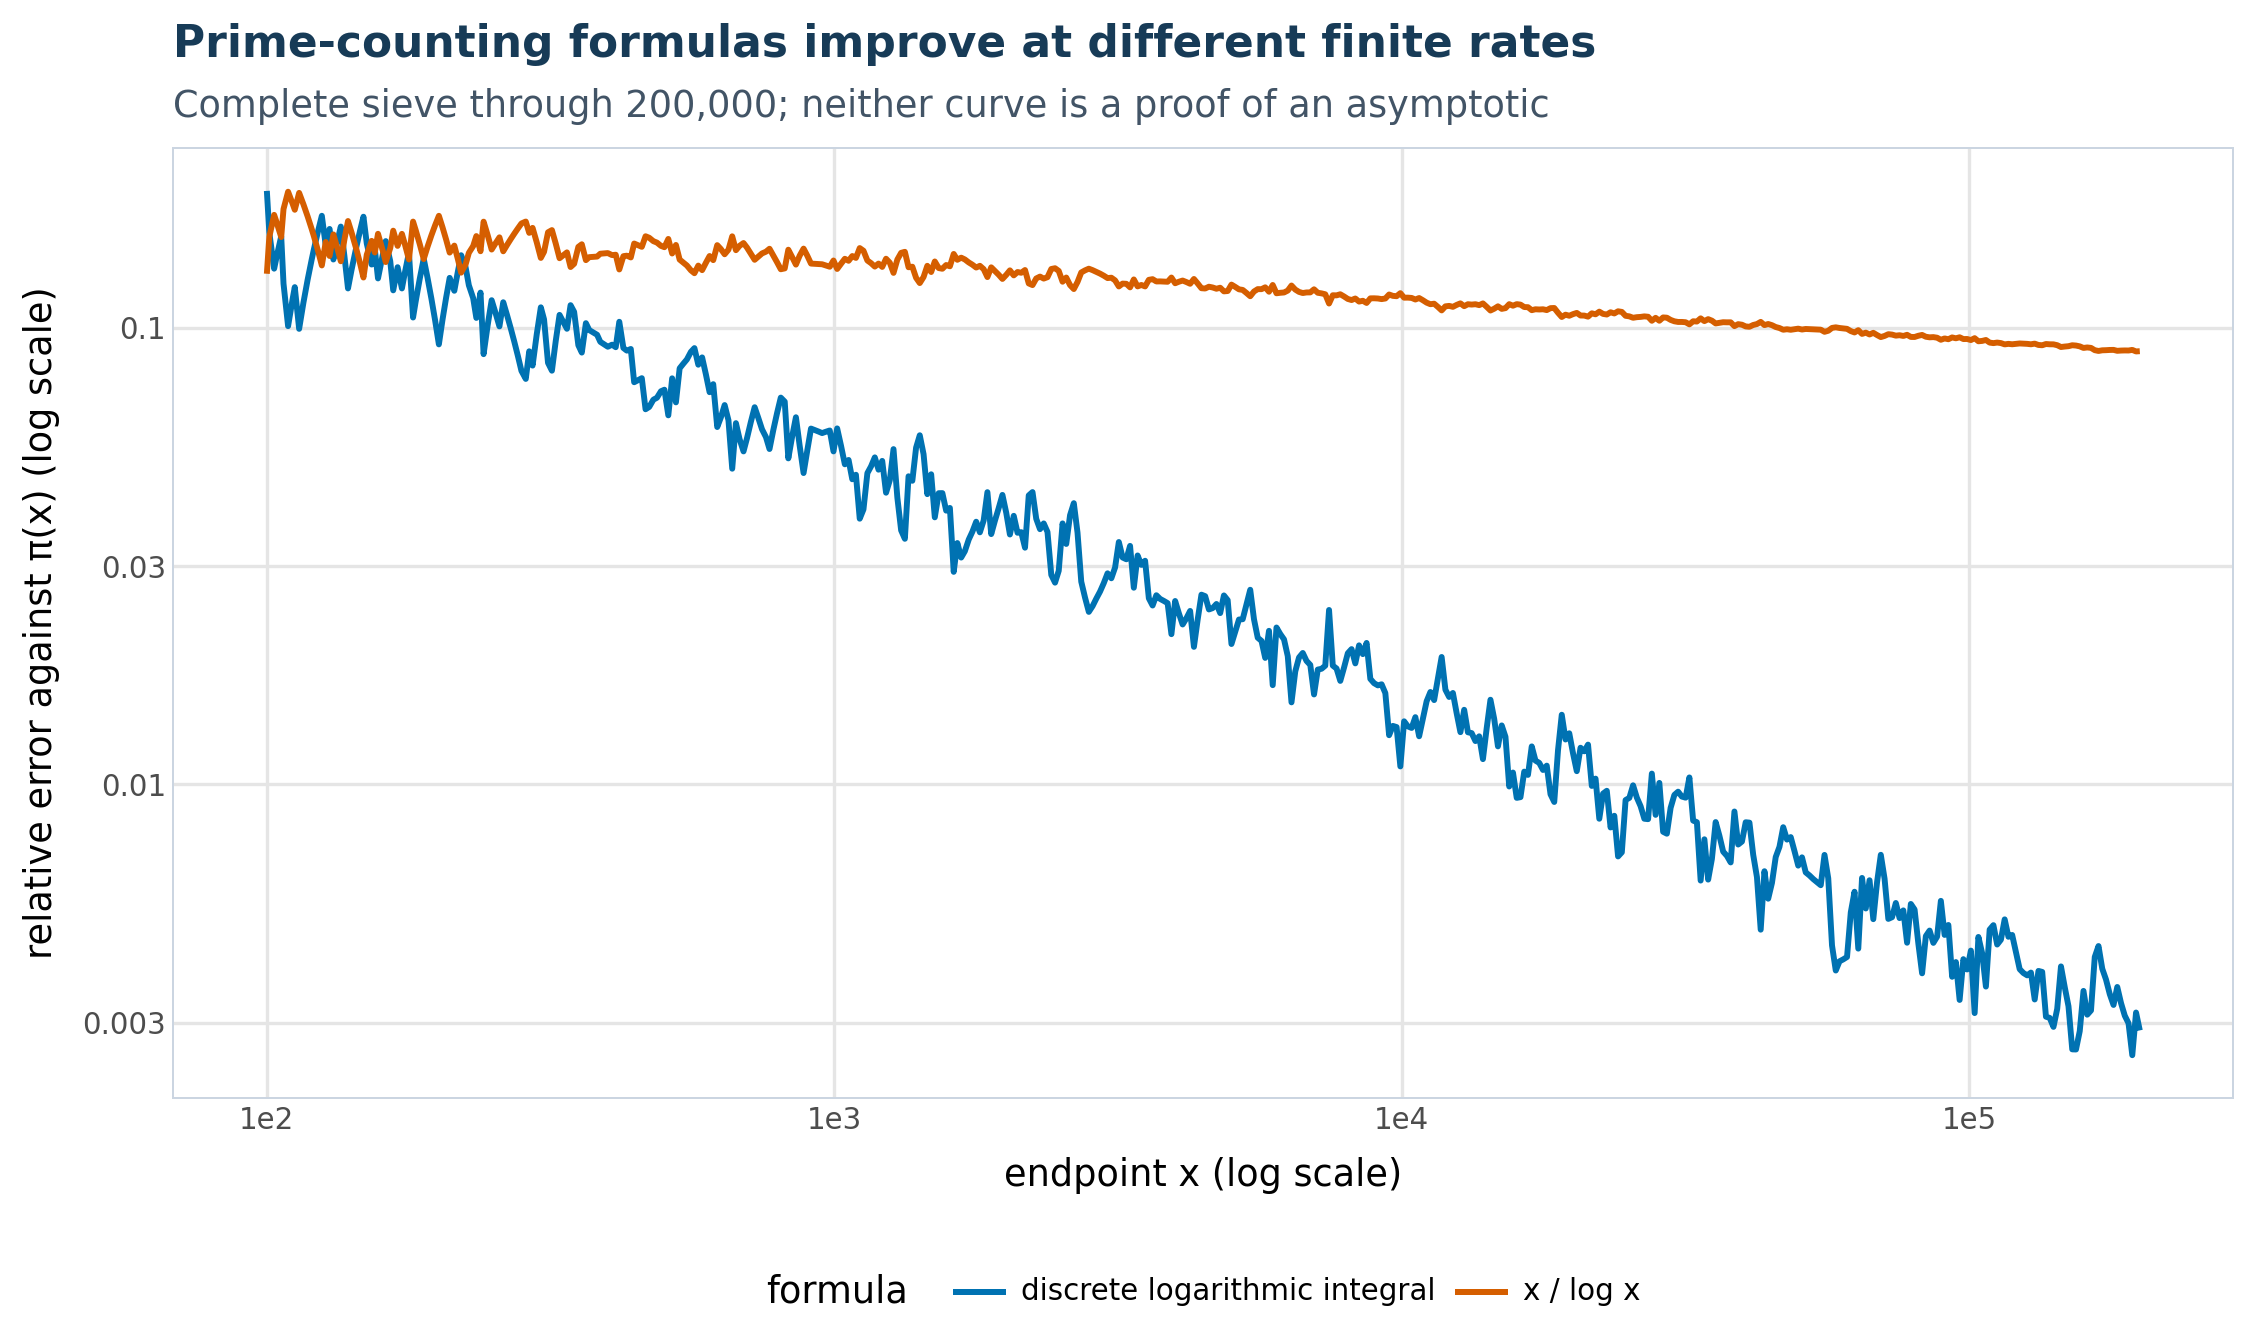 Prime-counting formulas improve at different finite rates
Complete sieve through 200,000; neither curve is a proof of an asymptotic
relative error against π(x) (log scale)
0.1
0.03
0.01
0.003
1e2
1e3
1e4
1e5
endpoint x (log scale)
formula
discrete logarithmic integral
x / log x